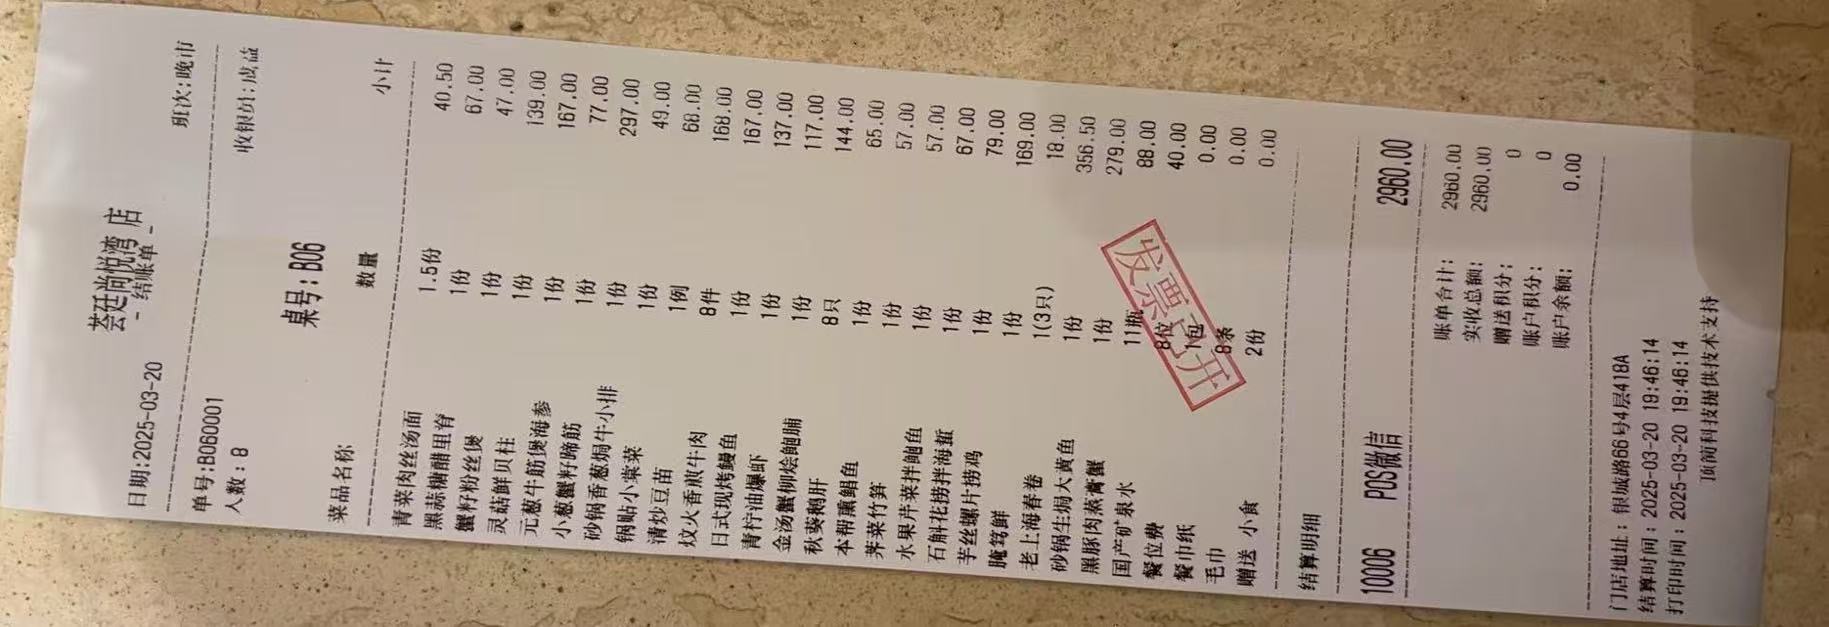 荟廷尚悦湾店
- 结账单 -
日期:2025-03-20 班次:晚市
单号:B060001
人数:8 收银员:成益
桌号:B06
菜品名称 数量 小计
青菜肉丝汤面 1.5份 40.50
黑蒜糖醋里脊 1份 67.00
蟹籽粉丝煲 1份 47.00
灵菇鲜贝柱 1份 139.00
元葱牛筋煲海参 1份 167.00
小葱蟹籽蹄筋 1份 77.00
砂锅香葱焗牛小排 1份 297.00
锅贴小棠菜 1份 49.00
清炒豆苗 1例 68.00
炆火香煎牛肉 8件 168.00
日式现烤鳗鱼 1份 167.00
青柠油爆虾 1份 137.00
金汤蟹柳烩鲍脯 1份 117.00
秋葵鹅肝 8只 144.00
本帮熏鲳鱼 1份 65.00
荠菜竹笋 1份 57.00
水果芹菜拌鲍鱼 1份 57.00
石斛花捞拌海蜇 1份 67.00
芋丝螺片捞鸡 1份 79.00
腌笃鲜 1份 169.00
老上海春卷 1(3只) 18.00
砂锅生焗大黄鱼 1份 356.50
黑豚肉蒸膏蟹 1份 279.00
国产矿泉水 11瓶 88.00
餐位费 8位 40.00
餐巾纸 1包 0.00
毛巾 8条 0.00
赠送 小食 2份 0.00
发票已开
结算明细
10006 POS微信 2960.00
账单合计: 2960.00
实收总额: 2960.00
赠送积分: 0
账户积分: 0
账户余额: 0.00
门店地址: 银城路66号4层418A
结算时间: 2025-03-20 19:46:14
打印时间: 2025-03-20 19:46:14
顶简科技提供技术支持